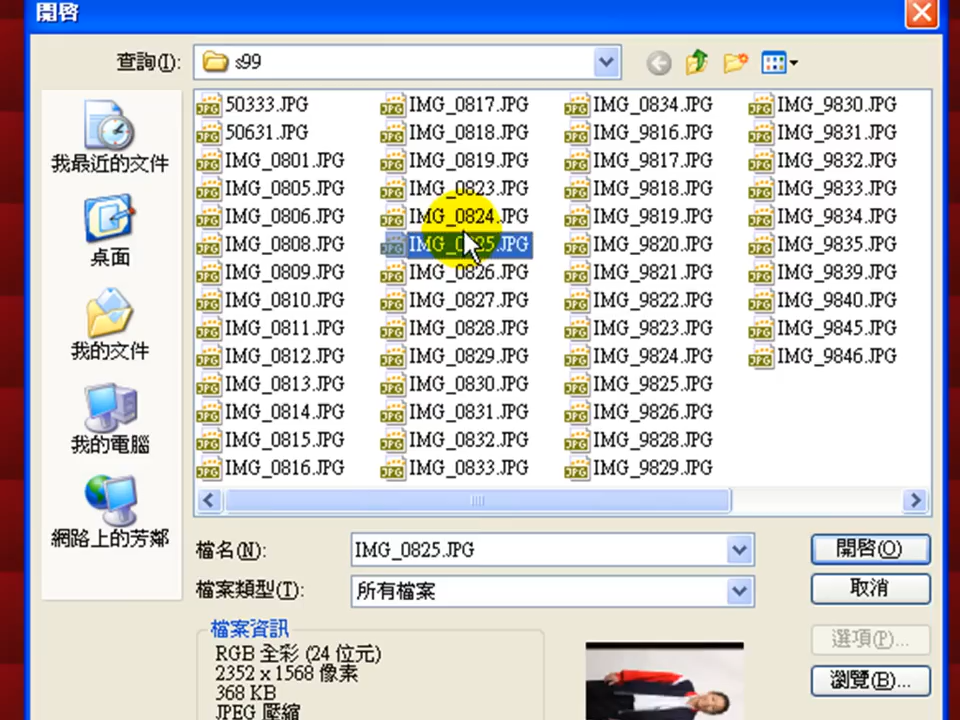 開啓
查詢(I): s99
我最近的文件
桌面
我的文件
我的電腦
網路上的芳鄰
50333.JPG
50631.JPG
IMG_0801.JPG
IMG_0805.JPG
IMG_0806.JPG
IMG_0808.JPG
IMG_0809.JPG
IMG_0810.JPG
IMG_0811.JPG
IMG_0812.JPG
IMG_0813.JPG
IMG_0814.JPG
IMG_0815.JPG
IMG_0816.JPG
IMG_0817.JPG
IMG_0818.JPG
IMG_0819.JPG
IMG_0823.JPG
IMG_0824.JPG
IMG_0825.JPG
IMG_0826.JPG
IMG_0827.JPG
IMG_0828.JPG
IMG_0829.JPG
IMG_0830.JPG
IMG_0831.JPG
IMG_0832.JPG
IMG_0833.JPG
IMG_0834.JPG
IMG_9816.JPG
IMG_9817.JPG
IMG_9818.JPG
IMG_9819.JPG
IMG_9820.JPG
IMG_9821.JPG
IMG_9822.JPG
IMG_9823.JPG
IMG_9824.JPG
IMG_9825.JPG
IMG_9826.JPG
IMG_9828.JPG
IMG_9829.JPG
IMG_9830.JPG
IMG_9831.JPG
IMG_9832.JPG
IMG_9833.JPG
IMG_9834.JPG
IMG_9835.JPG
IMG_9839.JPG
IMG_9840.JPG
IMG_9845.JPG
IMG_9846.JPG
檔名(N): IMG_0825.JPG 開啓(O)
檔案類型(T): 所有檔案 取消
檔案資訊
RGB 全彩 (24 位元)
2352 x 1568 像素
368 KB
JPEG 壓縮
選項(P)...
瀏覽(B)...